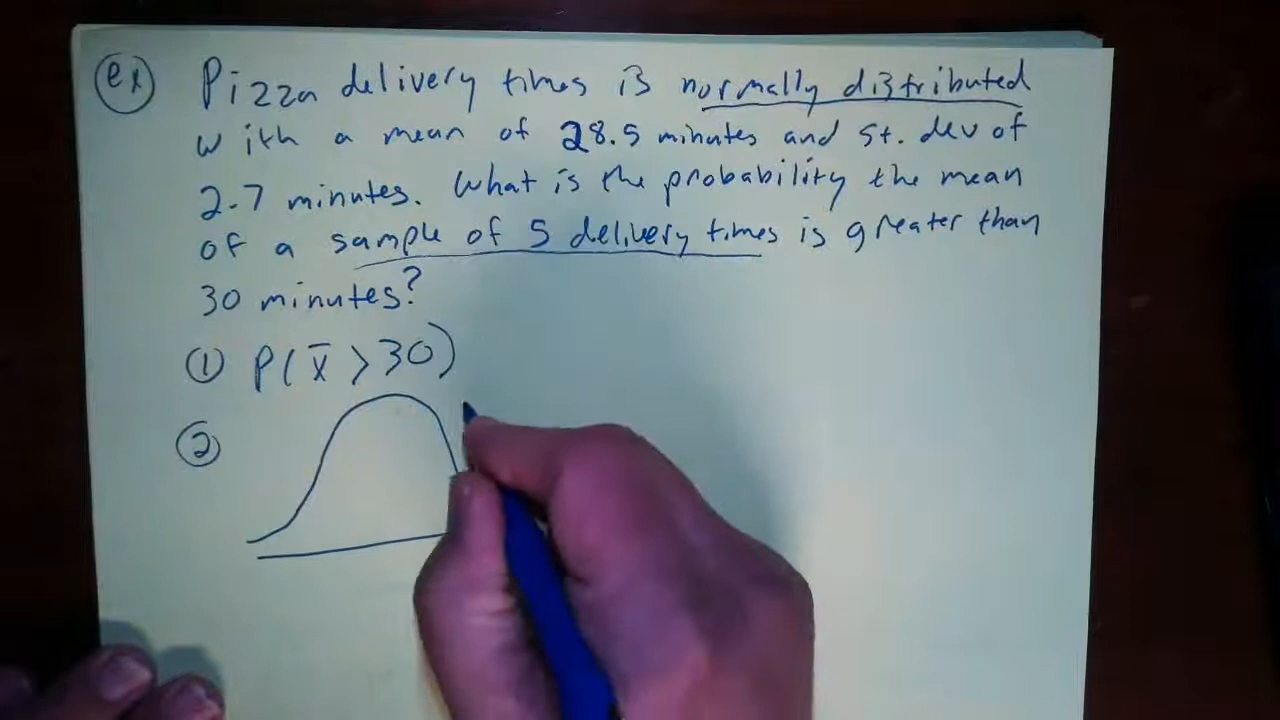 ex Pizza delivery times is normally distributed
with a mean of 28.5 minutes and St. dev of
2.7 minutes. What is the probability the mean
of a sample of 5 delivery times is greater than
30 minutes?
① P(x̄ > 30)
②